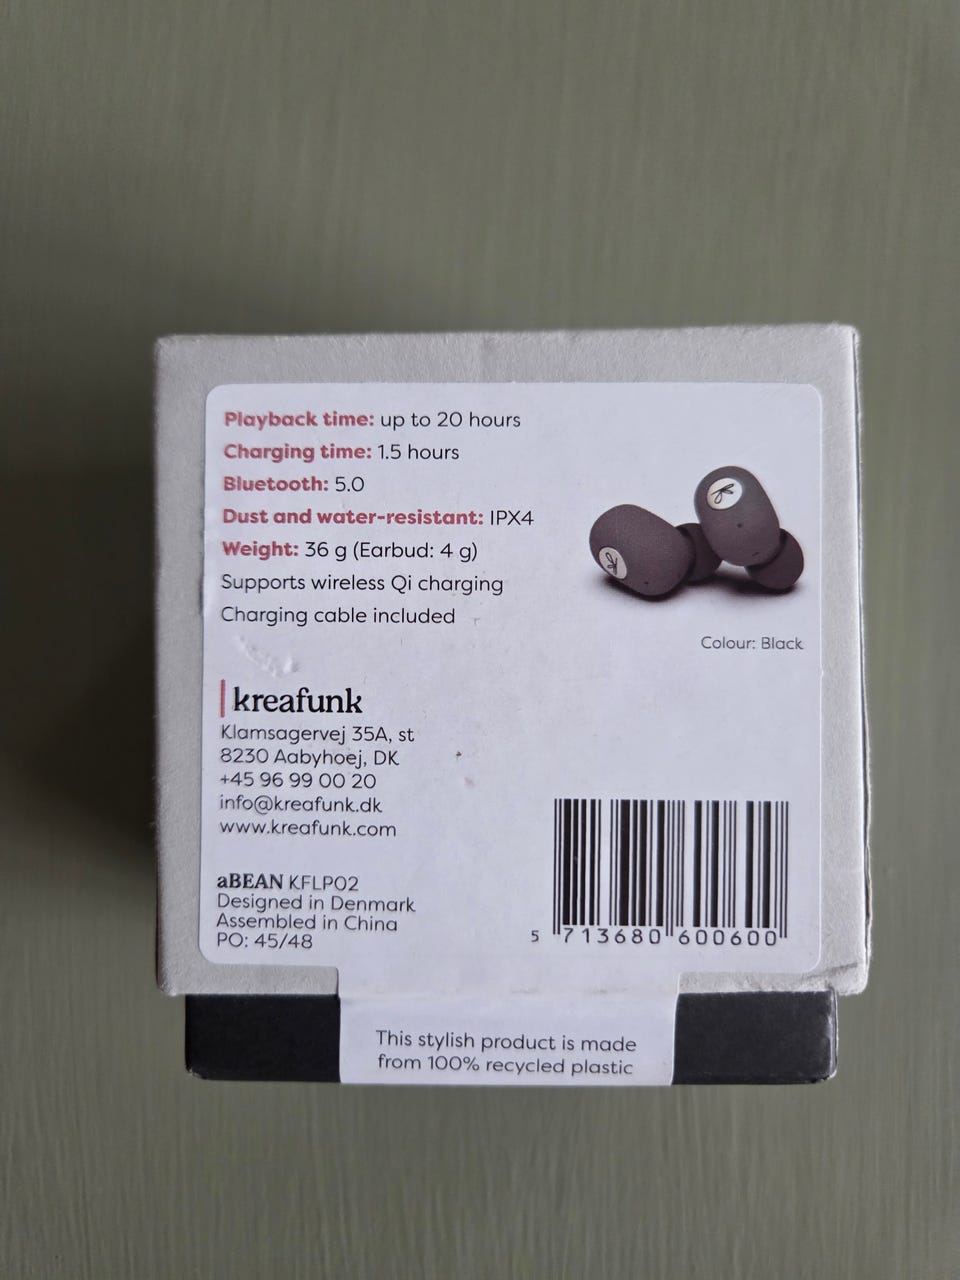 Playback time: up to 20 hours
Charging time: 1.5 hours
Bluetooth: 5.0
Dust and water-resistant: IPX4
Weight: 36 g (Earbud: 4 g)
Supports wireless Qi charging
Charging cable included
Colour: Black
kreafunk
Klamsagervej 35A, st
8230 Aabyhoej, DK
+45 96 99 00 20
info@kreafunk.dk
www.kreafunk.com
aBEAN KFLP02
Designed in Denmark
Assembled in China
PO: 45/48
5 713680 600600
This stylish product is made
from 100% recycled plastic